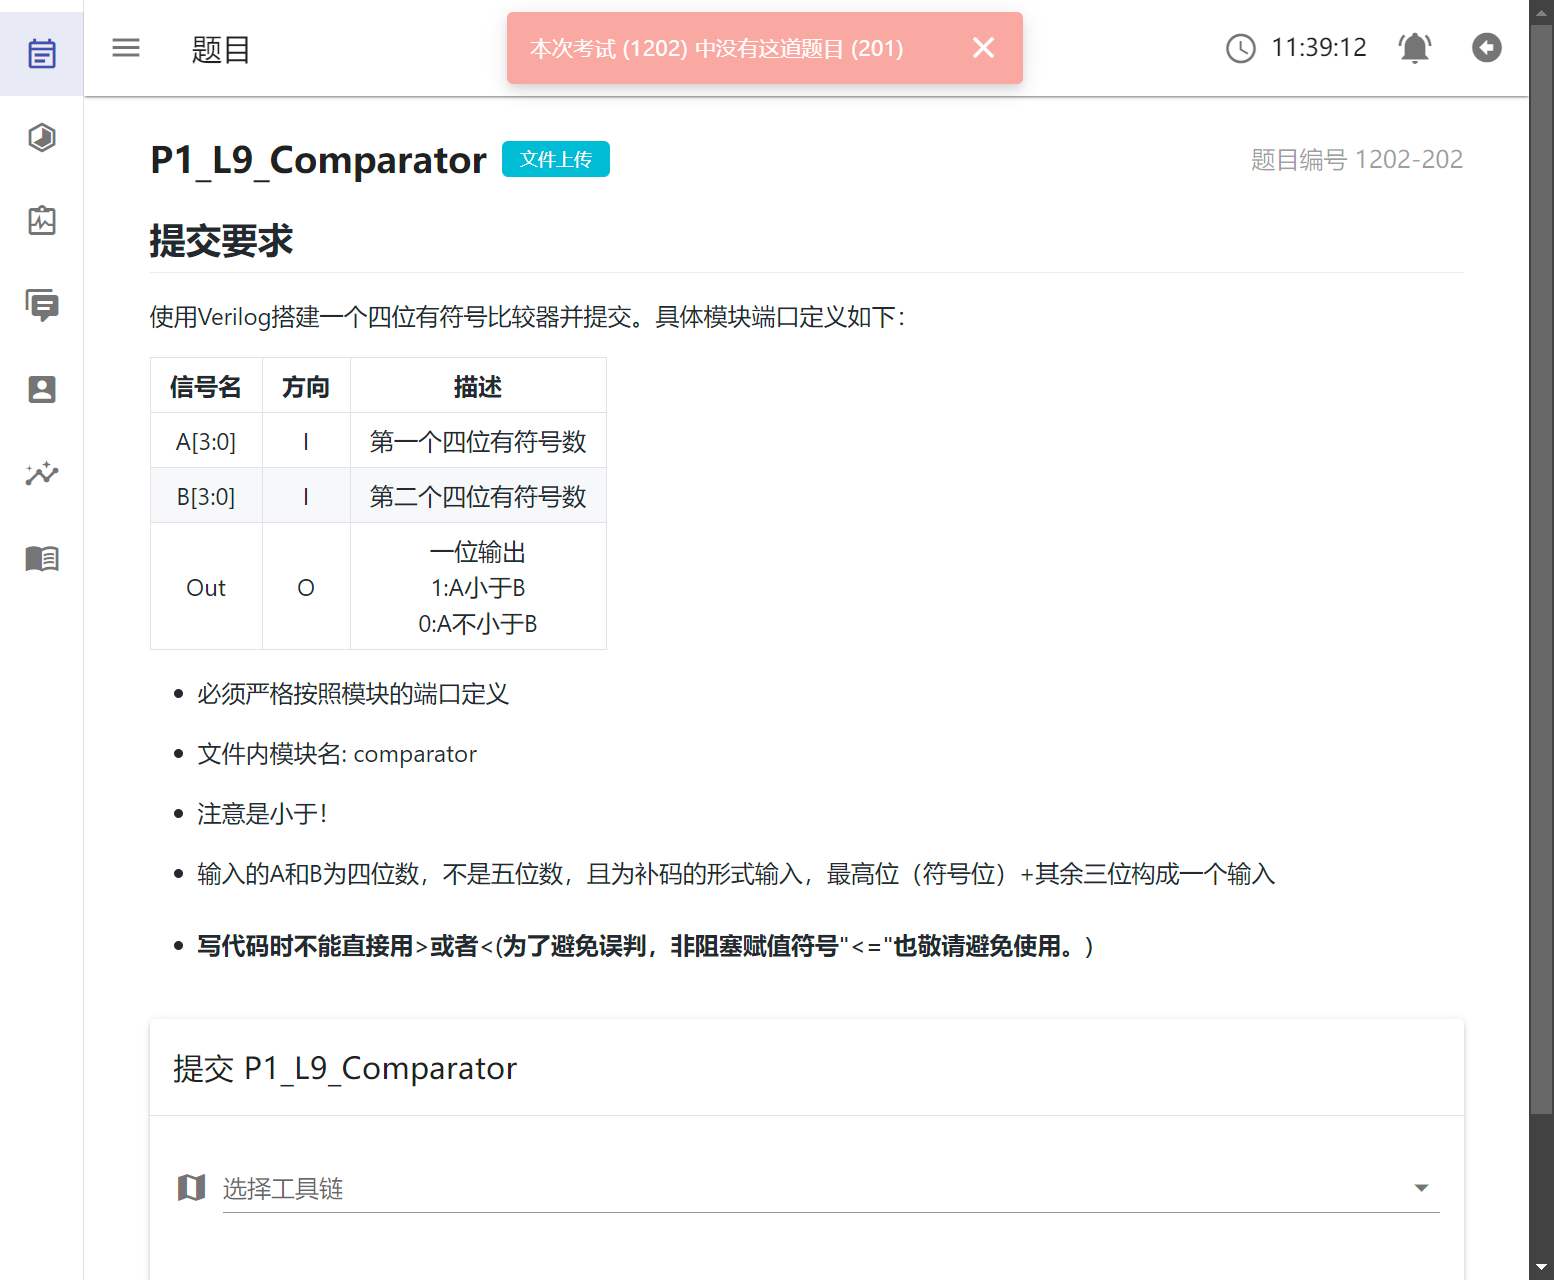 题目
本次考试 (1202) 中没有这道题目 (201)
11:39:12
P1_L9_Comparator
文件上传
题目编号 1202-202
提交要求
使用Verilog搭建一个四位有符号比较器并提交。具体模块端口定义如下：
信号名 方向 描述
A[3:0] I 第一个四位有符号数
B[3:0] I 第二个四位有符号数
Out O 一位输出
1:A小于B
0:A不小于B
必须严格按照模块的端口定义
文件内模块名: comparator
注意是小于！
输入的A和B为四位数，不是五位数，且为补码的形式输入，最高位（符号位）+其余三位构成一个输入
写代码时不能直接用>或者<(为了避免误判，非阻塞赋值符号"<="也敬请避免使用。)
提交 P1_L9_Comparator
选择工具链